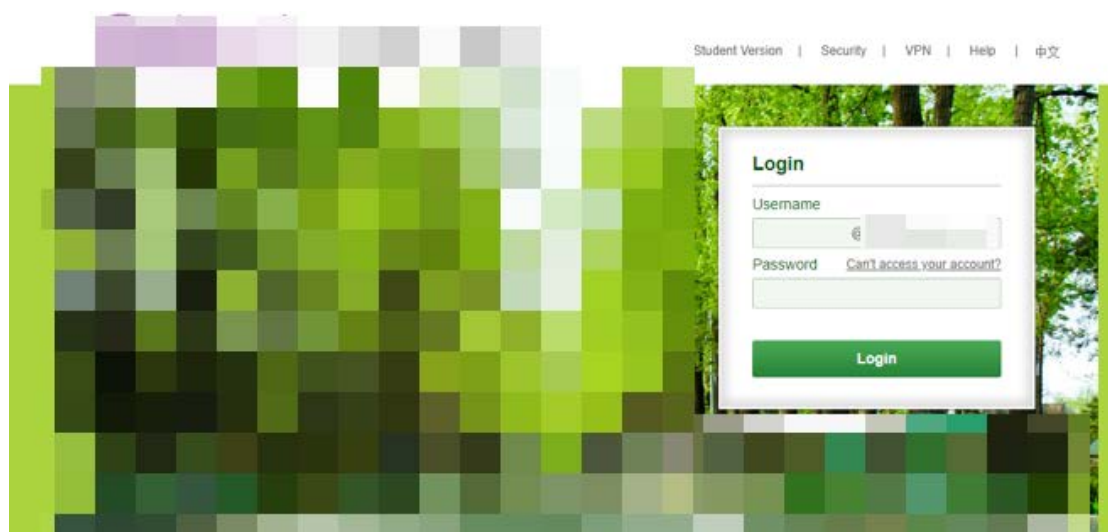 Student Version | Security | VPN | Help | 中文
Login
Username
@
Password Can't access your account?
Login